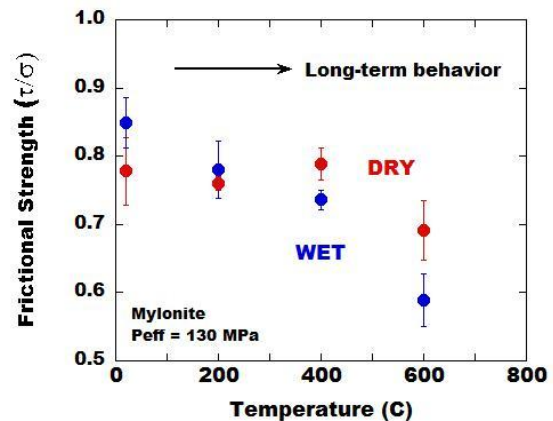 1.0
Long-term behavior
0.9
0.8
DRY
0.7
WET
0.6
Mylonite
Peff = 130 MPa
0.5
0 200 400 600 800
Temperature (C)
Frictional Strength (τ/σ)